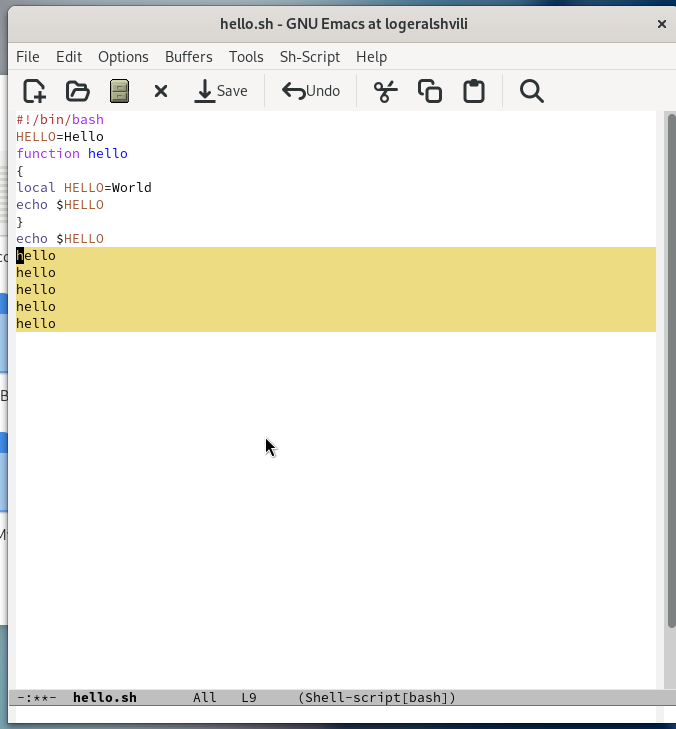 hello.sh - GNU Emacs at logeralshvili
File Edit Options Buffers Tools Sh-Script Help
Save Undo
#!/bin/bash
HELLO=Hello
function hello
{
local HELLO=World
echo $HELLO
}
echo $HELLO
hello
hello
hello
hello
hello
-:**- hello.sh All L9 (Shell-script[bash])